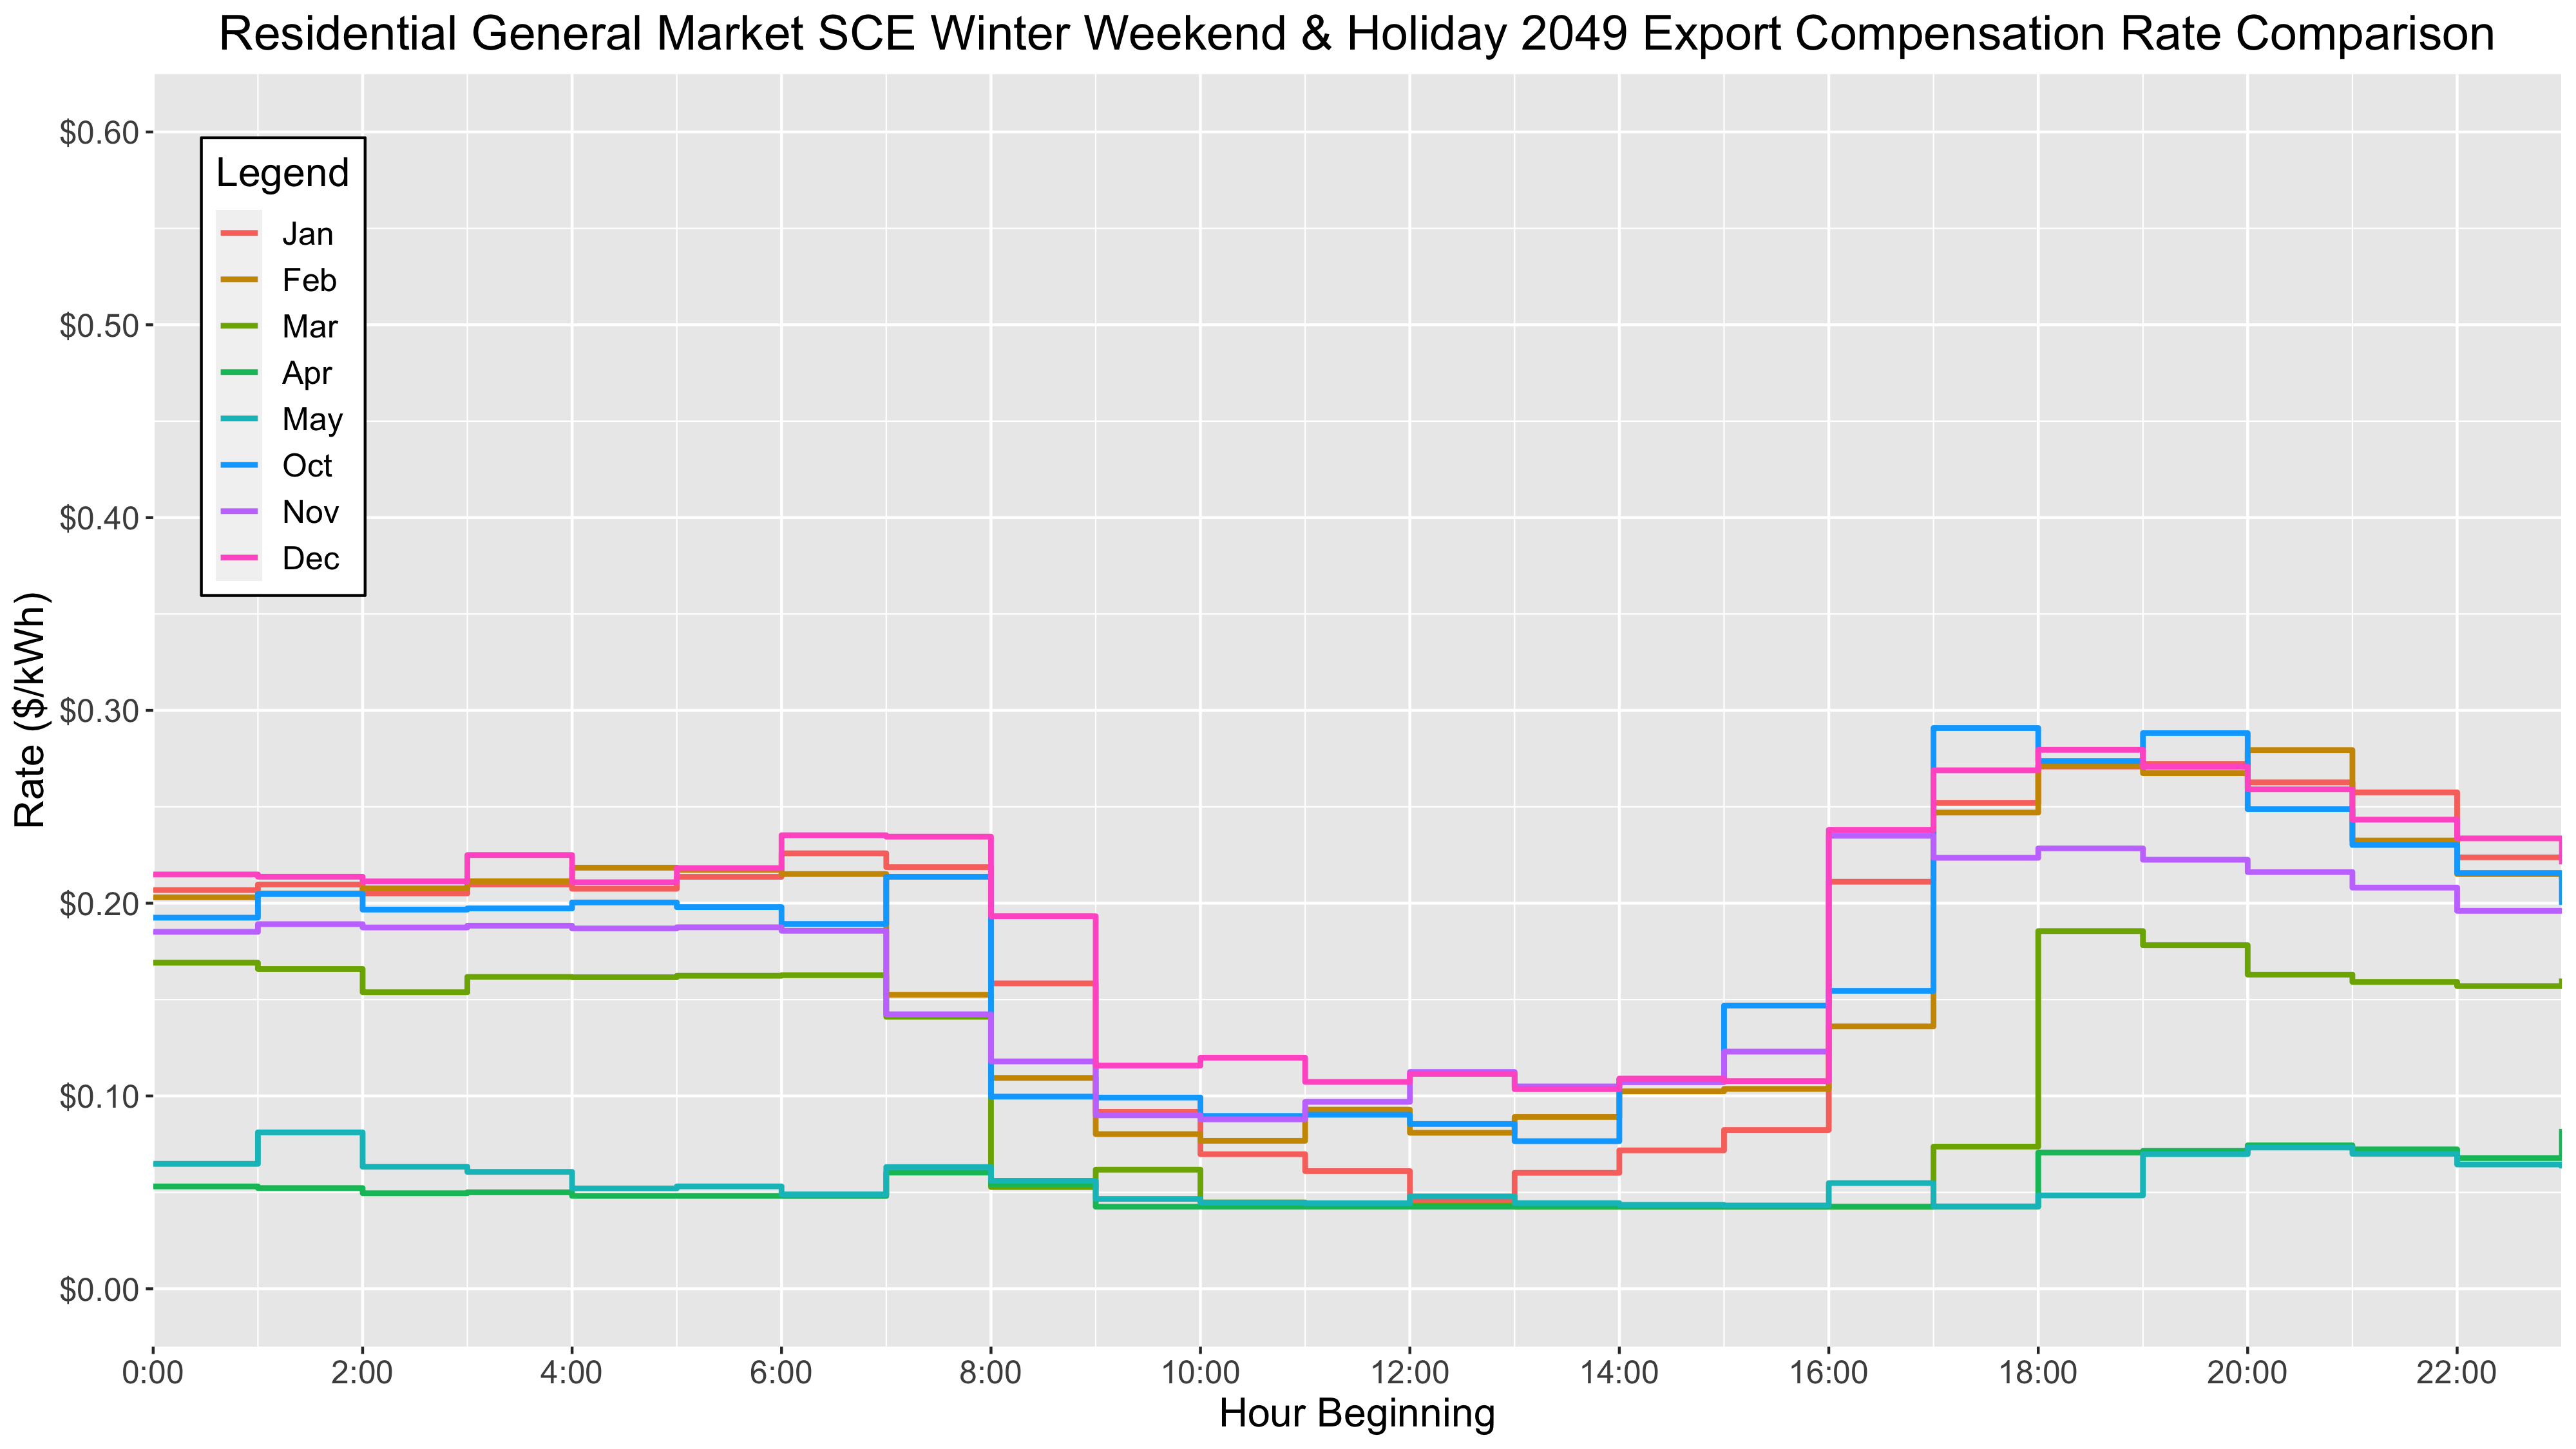 Residential General Market SCE Winter Weekend & Holiday 2049 Export Compensation Rate Comparison
Rate ($/kWh)
$0.60
$0.50
$0.40
$0.30
$0.20
$0.10
$0.00
Legend
Jan
Feb
Mar
Apr
May
Oct
Nov
Dec
0:00 2:00 4:00 6:00 8:00 10:00 12:00 14:00 16:00 18:00 20:00 22:00
Hour Beginning